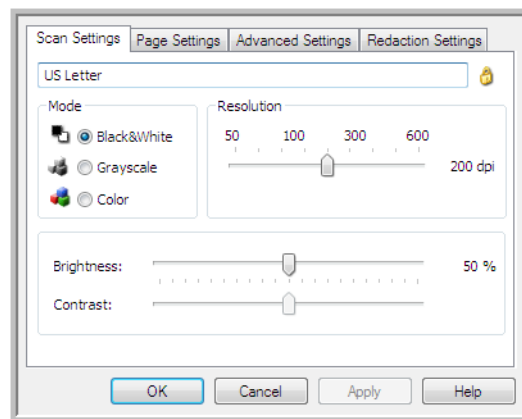 Scan Settings Page Settings Advanced Settings Redaction Settings
US Letter
Mode
Black&White
Grayscale
Color
Resolution
50 100 300 600
200 dpi
Brightness: 50 %
Contrast:
OK Cancel Apply Help